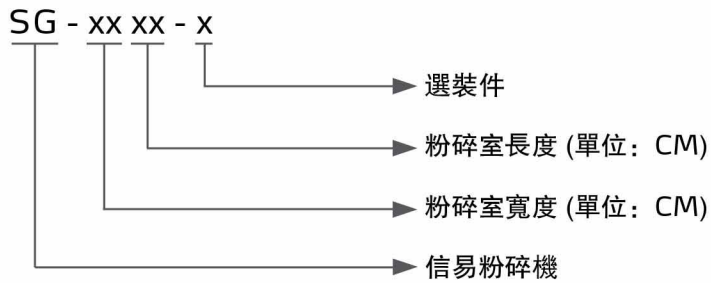 SG - xx xx - x
選裝件
粉碎室長度 (單位：CM)
粉碎室寬度 (單位：CM)
信易粉碎機